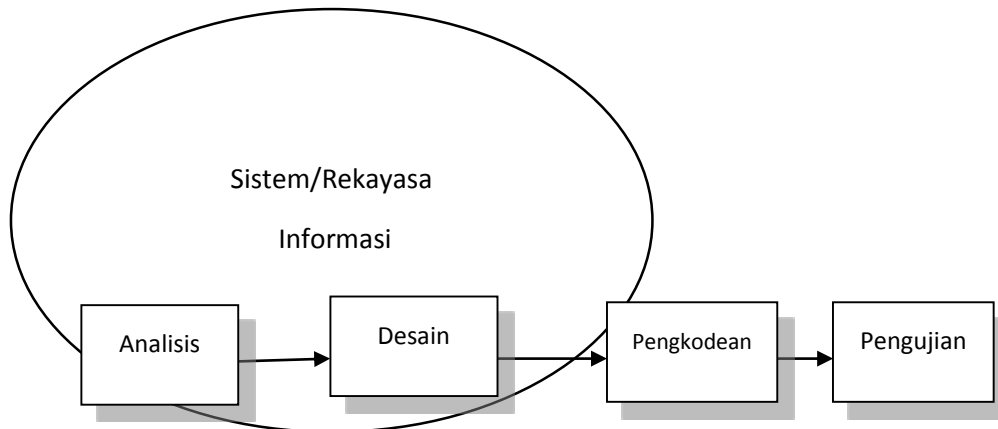 Sistem/Rekayasa
Informasi
Analisis
Desain
Pengkodean
Pengujian